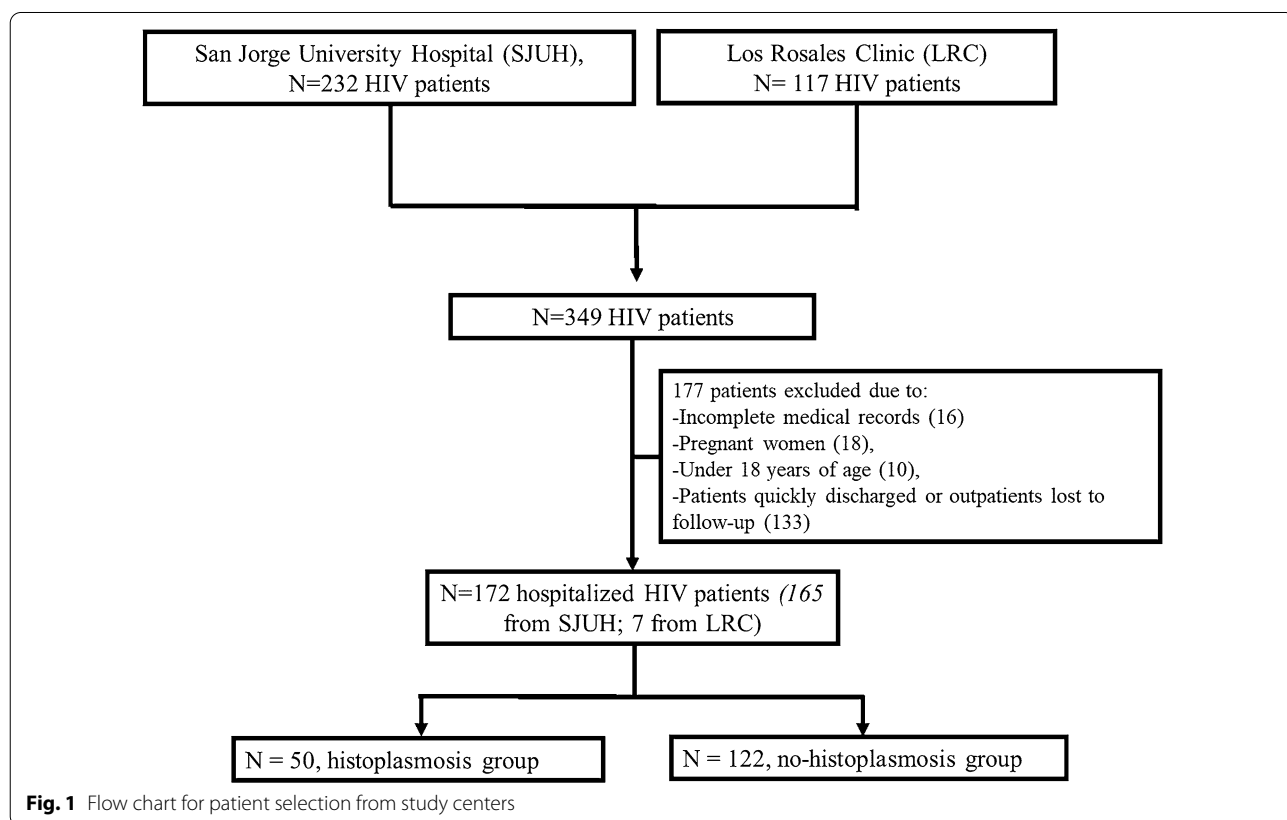 San Jorge University Hospital (SJUH),
N=232 HIV patients
Los Rosales Clinic (LRC)
N= 117 HIV patients
N=349 HIV patients
177 patients excluded due to:
-Incomplete medical records (16)
-Pregnant women (18),
-Under 18 years of age (10),
-Patients quickly discharged or outpatients lost to
follow-up (133)
N=172 hospitalized HIV patients (165
from SJUH; 7 from LRC)
N = 50, histoplasmosis group
N = 122, no-histoplasmosis group
Fig. 1 Flow chart for patient selection from study centers